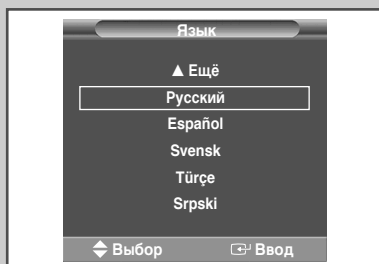 Язык
▲ Ещё
Русский
Español
Svensk
Türçe
Srpski
Выбор Ввод